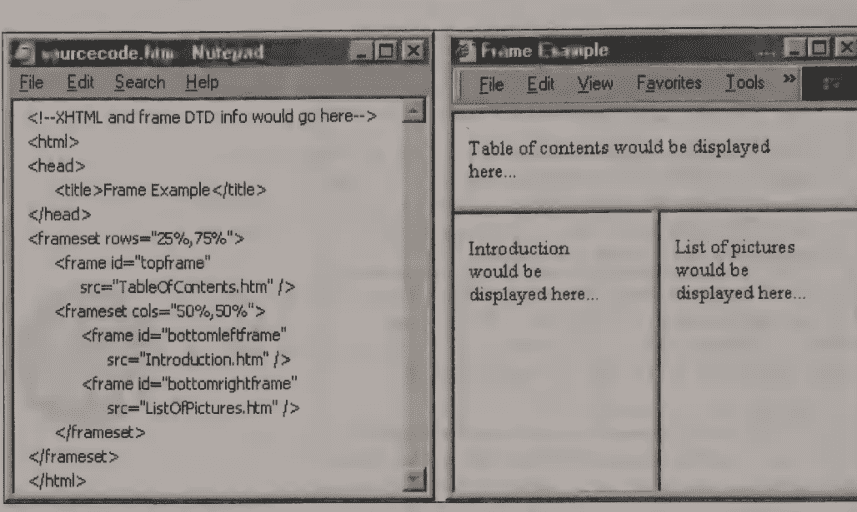 sourcecode.htm - Notepad
File Edit Search Help
<!--XHTML and frame DTD info would go here-->
<html>
<head>
<title>Frame Example</title>
</head>
<frameset rows="25%,75%">
<frame id="topframe"
src="TableOfContents.htm" />
<frameset cols="50%,50%">
<frame id="bottomleftframe"
src="Introduction.htm" />
<frame id="bottomrightframe"
src="ListOfPictures.htm" />
</frameset>
</frameset>
</html>
Frame Example
File Edit View Favorites Tools »
Table of contents would be displayed
here...
Introduction
would be
displayed here...
List of pictures
would be
displayed here...